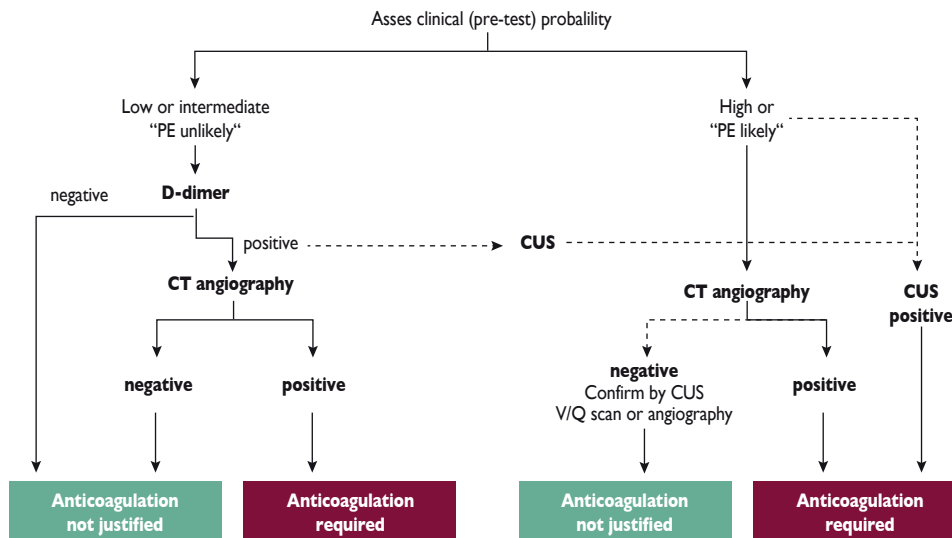 Asses clinical (pre-test) probalility
Low or intermediate
“PE unlikely“
High or
“PE likely“
negative
D-dimer
positive
CUS
CT angiography
CT angiography
CUS
positive
negative
positive
negative
Confirm by CUS
V/Q scan or angiography
positive
Anticoagulation
not justified
Anticoagulation
required
Anticoagulation
not justified
Anticoagulation
required